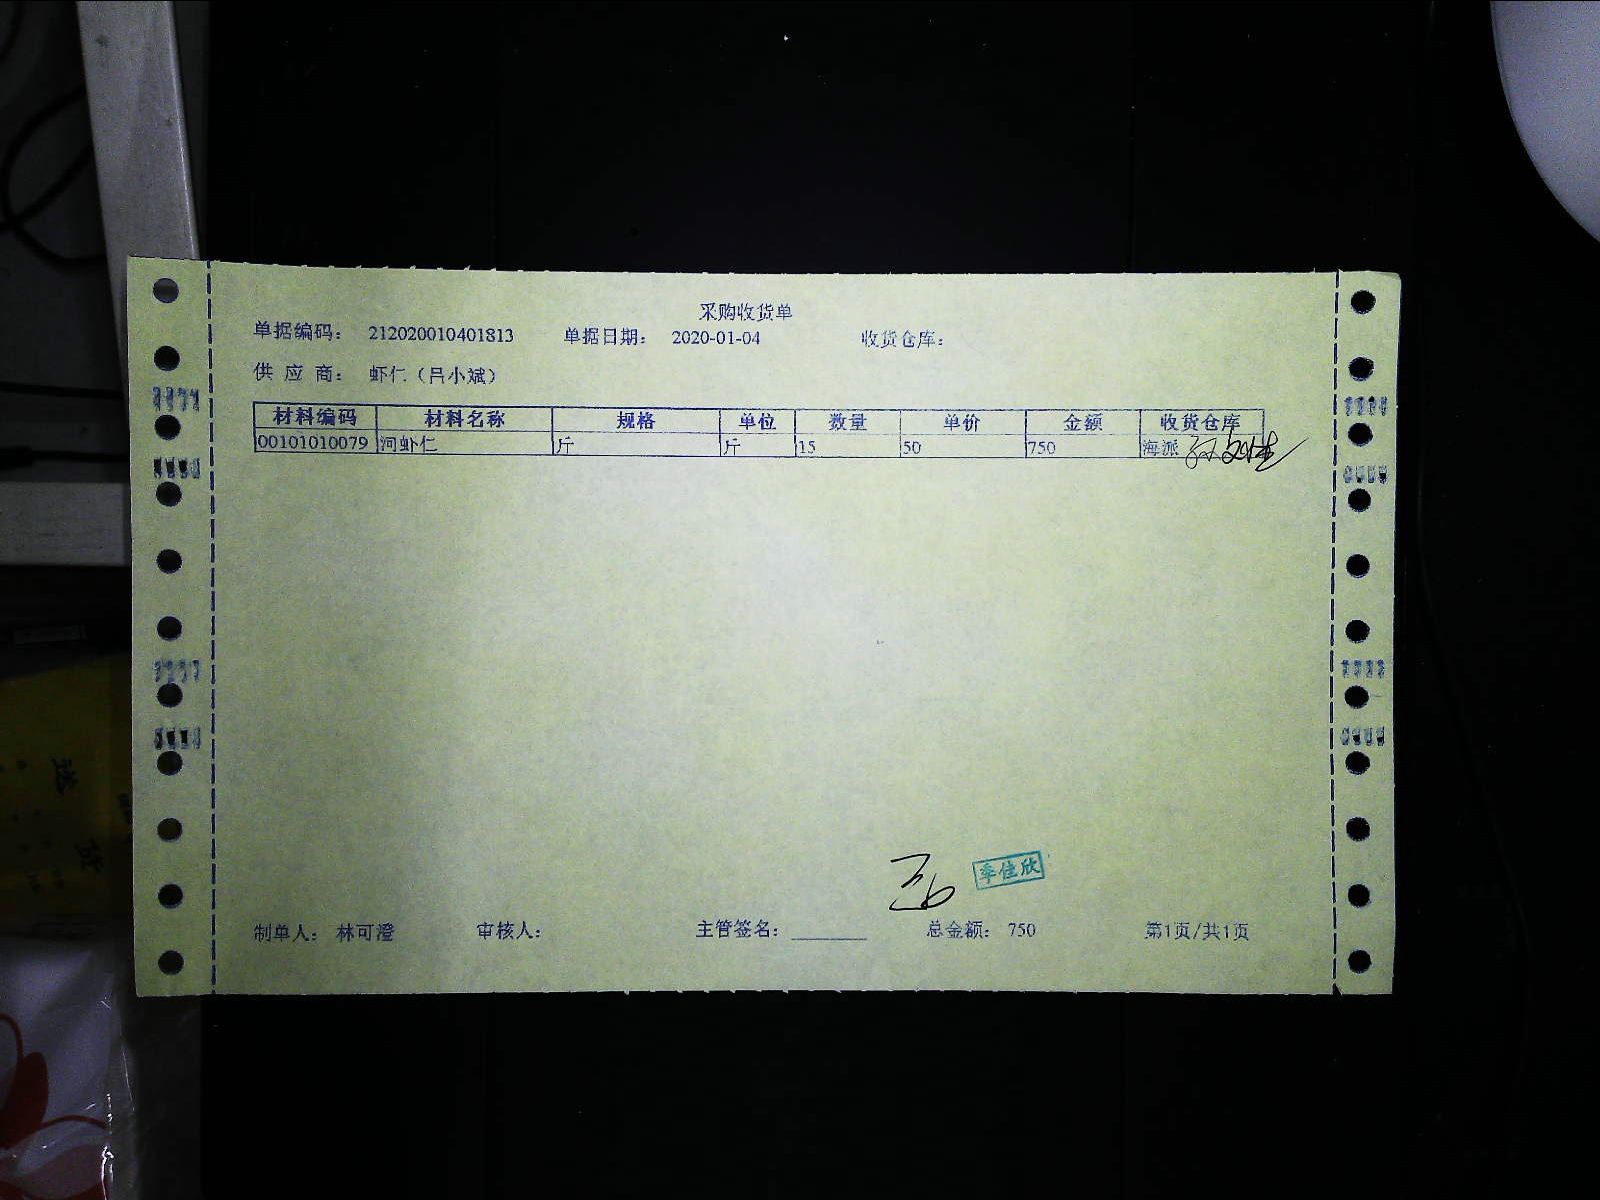 采购收货单
单据编码： 212020010401813 单据日期： 2020-01-04 收货仓库：
供 应 商： 虾仁（吕小斌）
材料编码 材料名称 规格 单位 数量 单价 金额 收货仓库
00101010079 河虾仁 斤 斤 15 50 750 海派
季佳欣
制单人： 林可澄 审核人： 主管签名： 总金额： 750 第1页/共1页
送
货